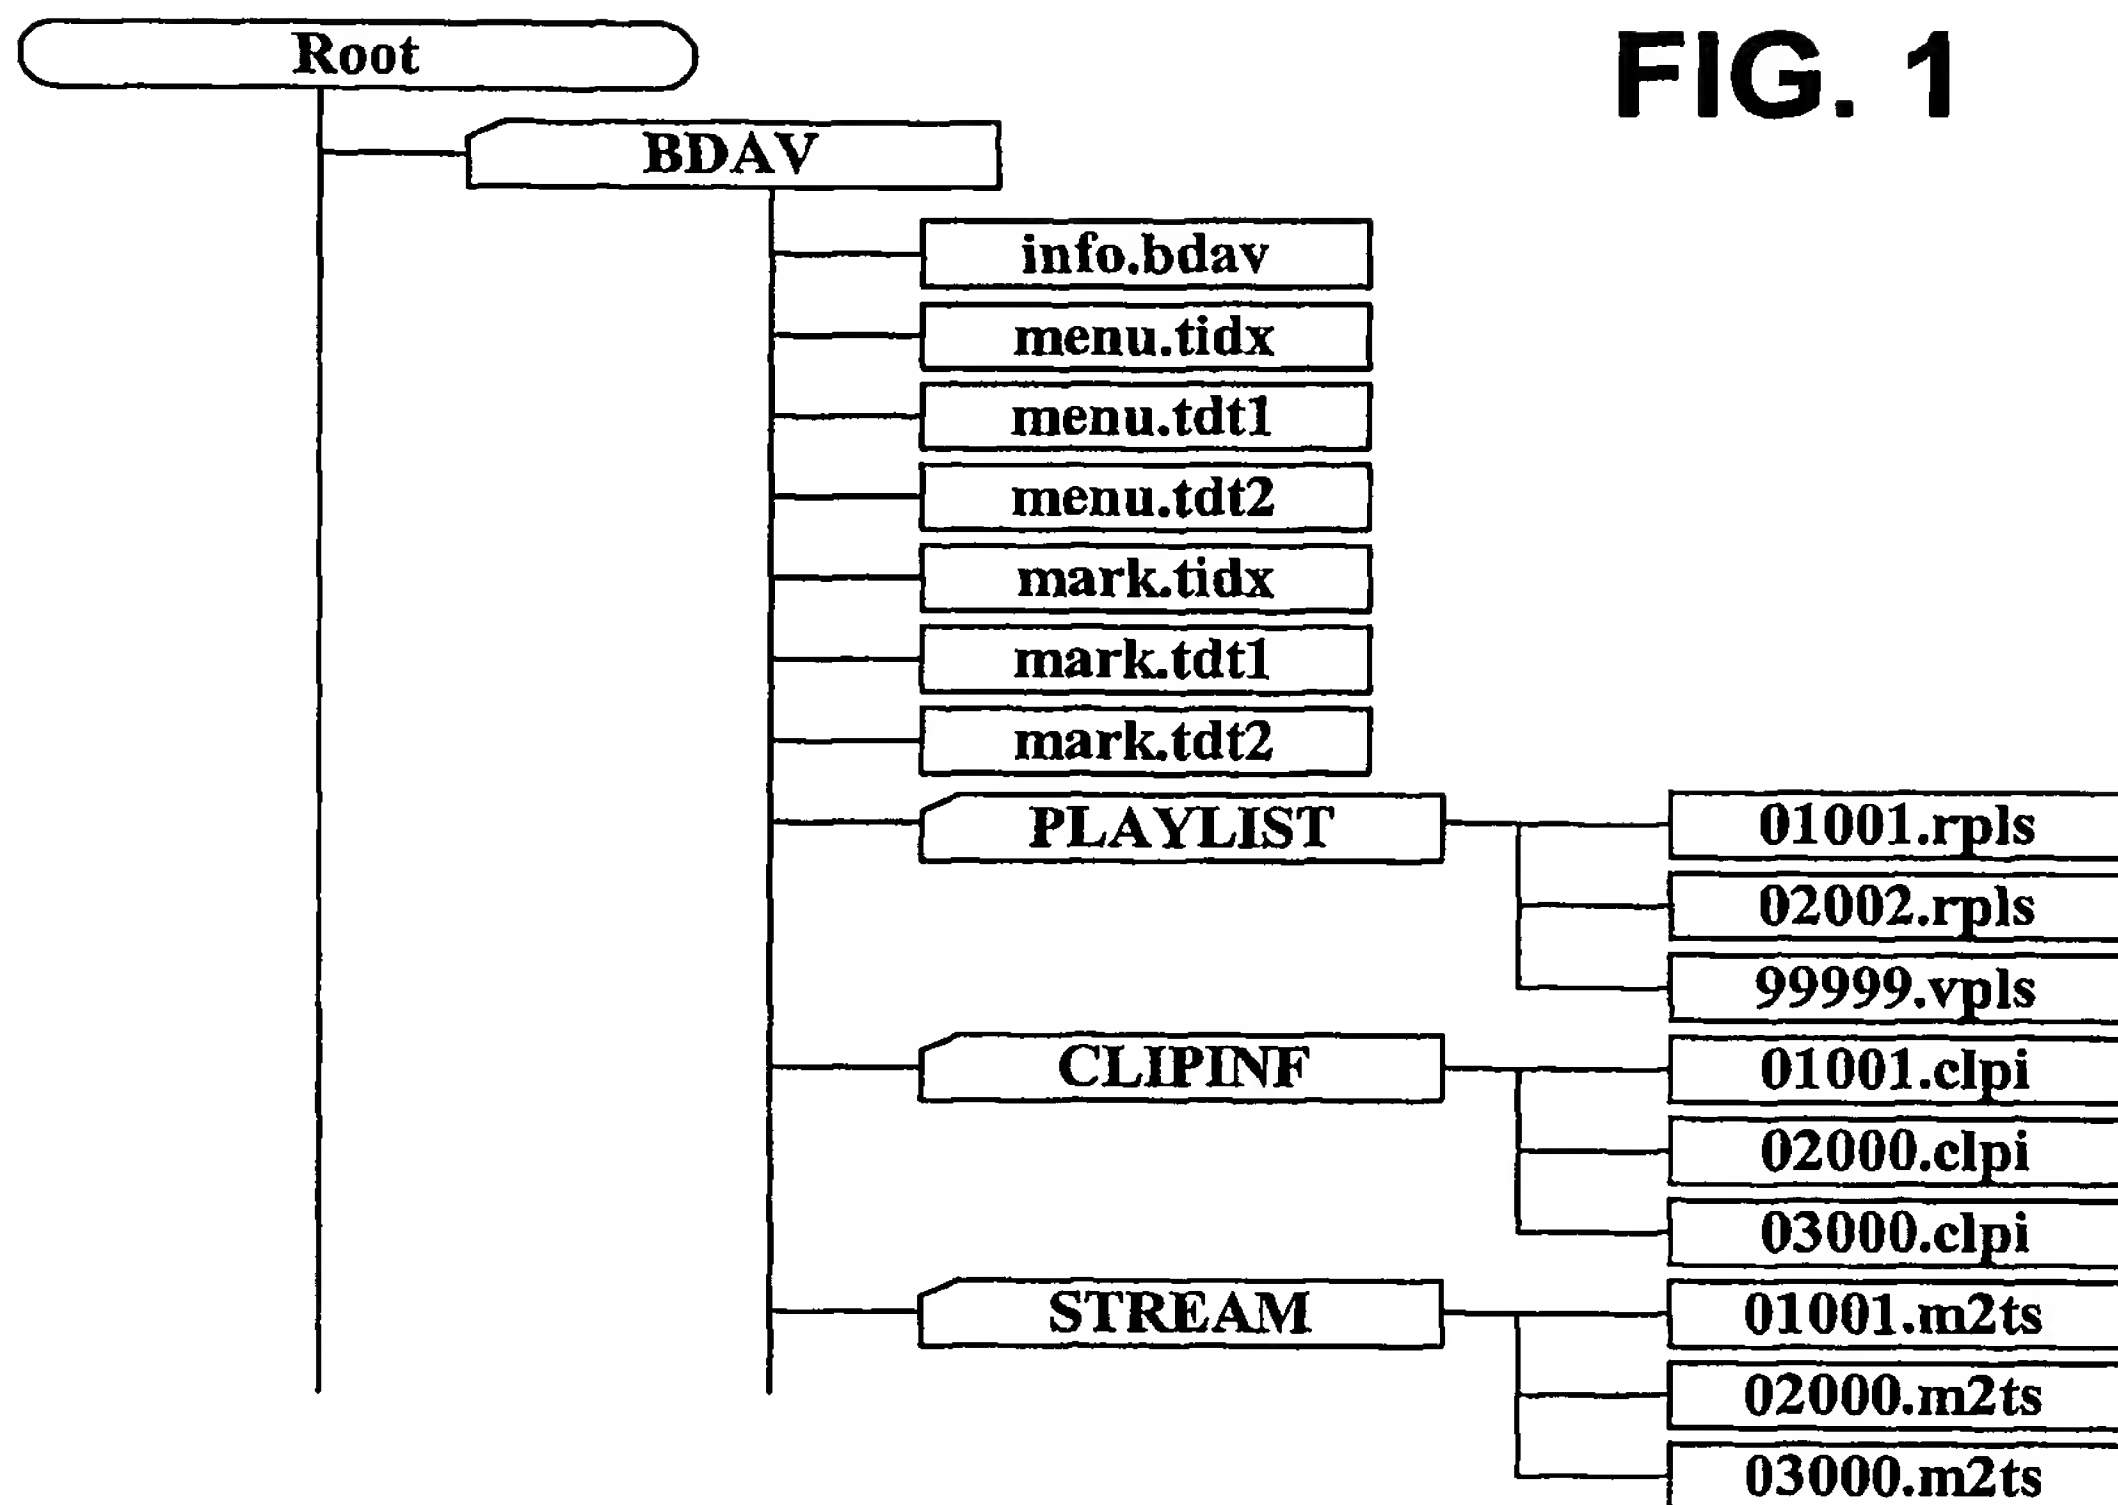 FIG. 1
Root
BDAV
info.bdav
menu.tidx
menu.tdt1
menu.tdt2
mark.tidx
mark.tdt1
mark.tdt2
PLAYLIST
01001.rpls
02002.rpls
99999.vpls
CLIPINF
01001.clpi
02000.clpi
03000.clpi
STREAM
01001.m2ts
02000.m2ts
03000.m2ts